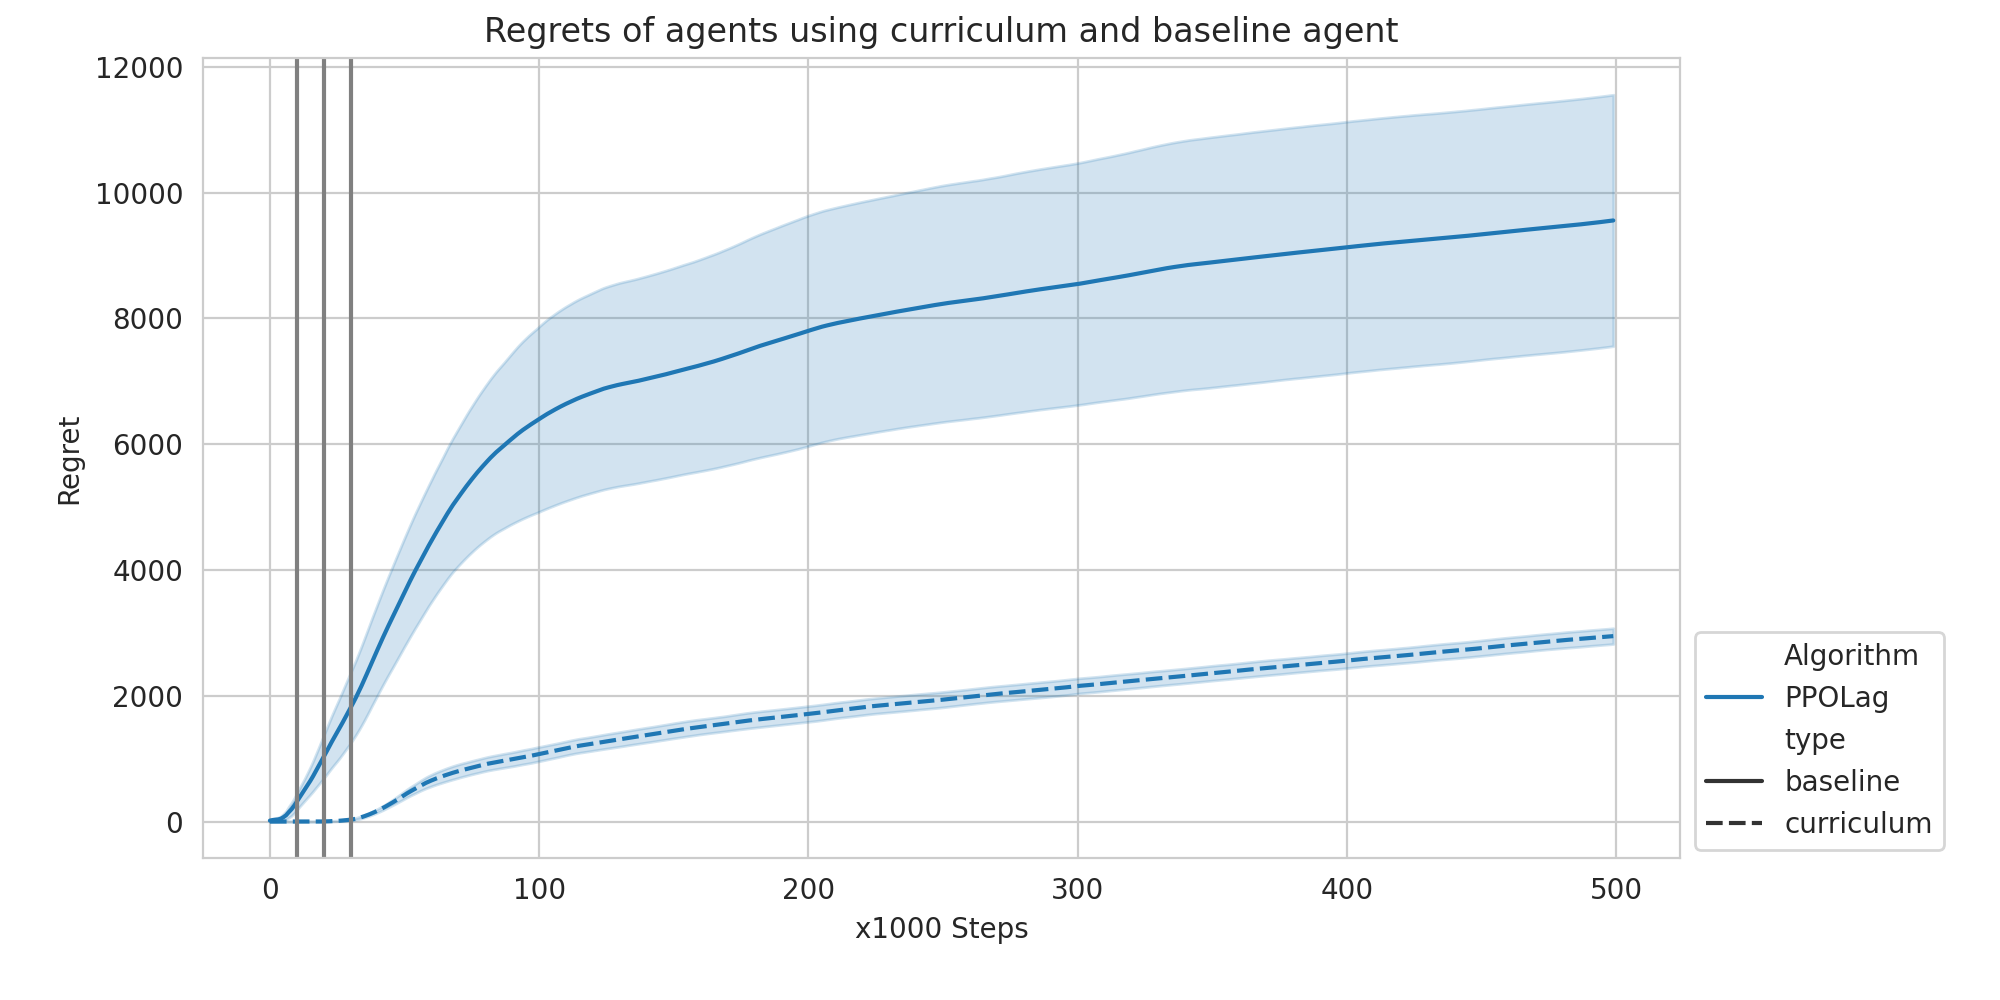 Regrets of agents using curriculum and baseline agent
12000
10000
8000
6000
4000
2000
0
Regret
0 100 200 300 400 500
x1000 Steps
Algorithm
PPOLag
type
baseline
curriculum